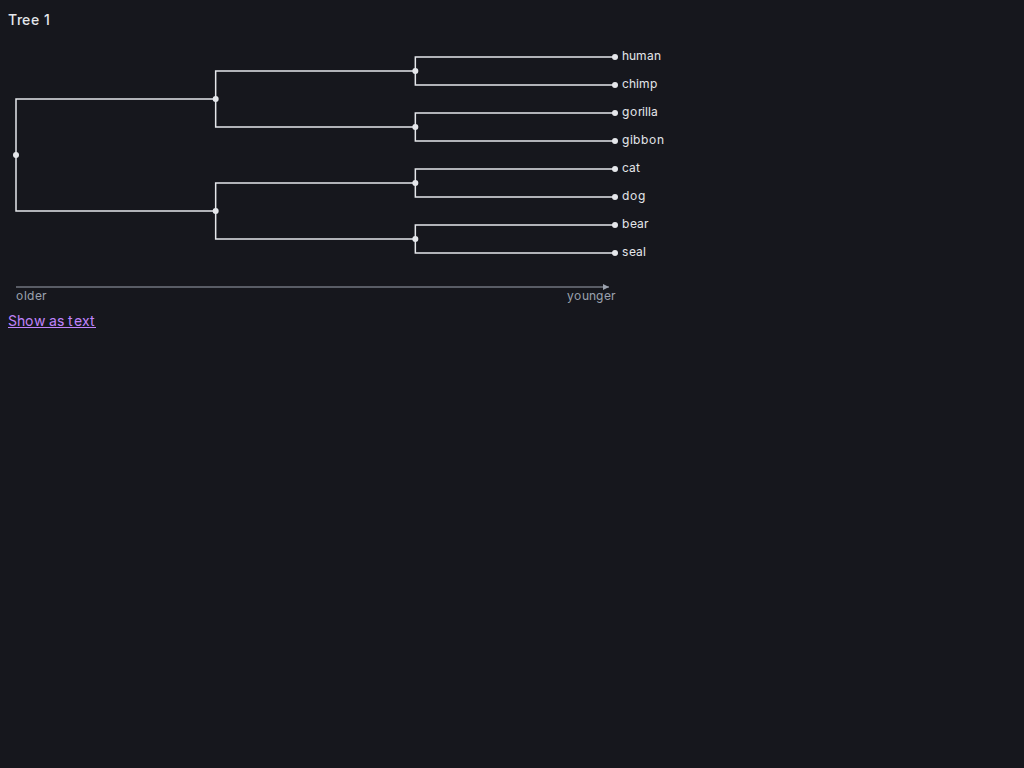 Tree 1
human
chimp
gorilla
gibbon
cat
dog
bear
seal
older younger
Show as text